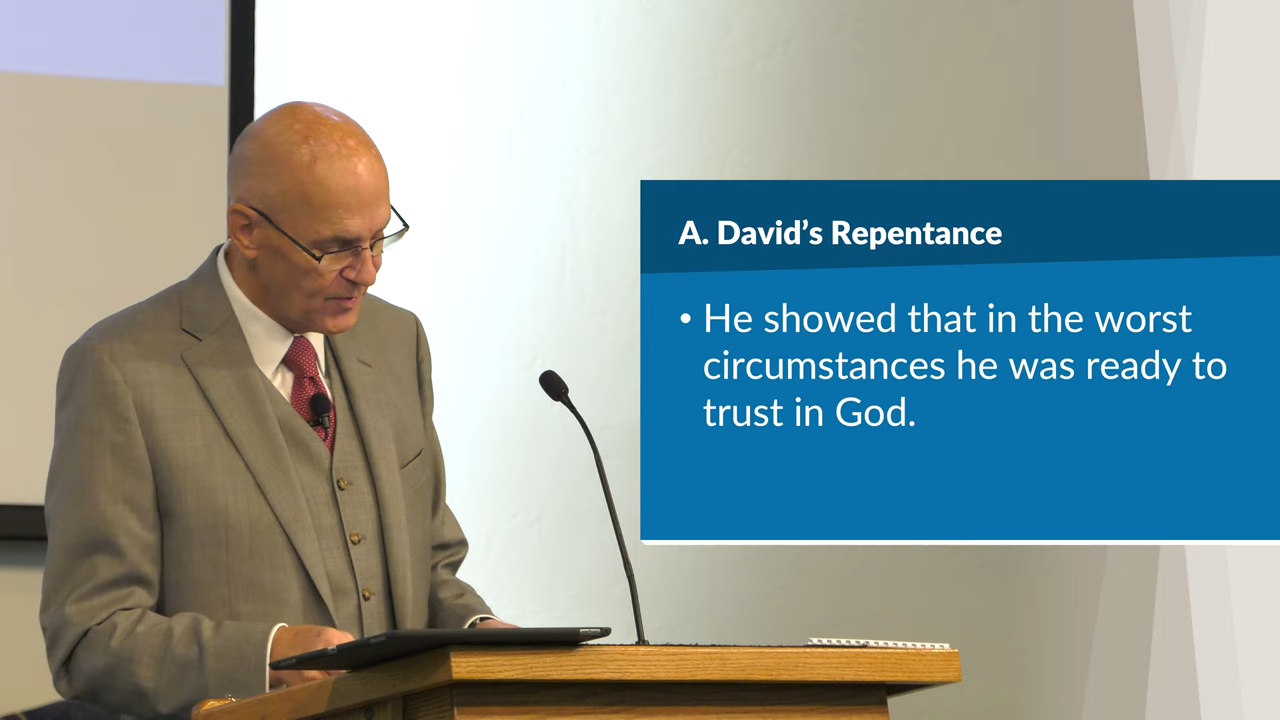 A. David’s Repentance
• He showed that in the worst
circumstances he was ready to
trust in God.